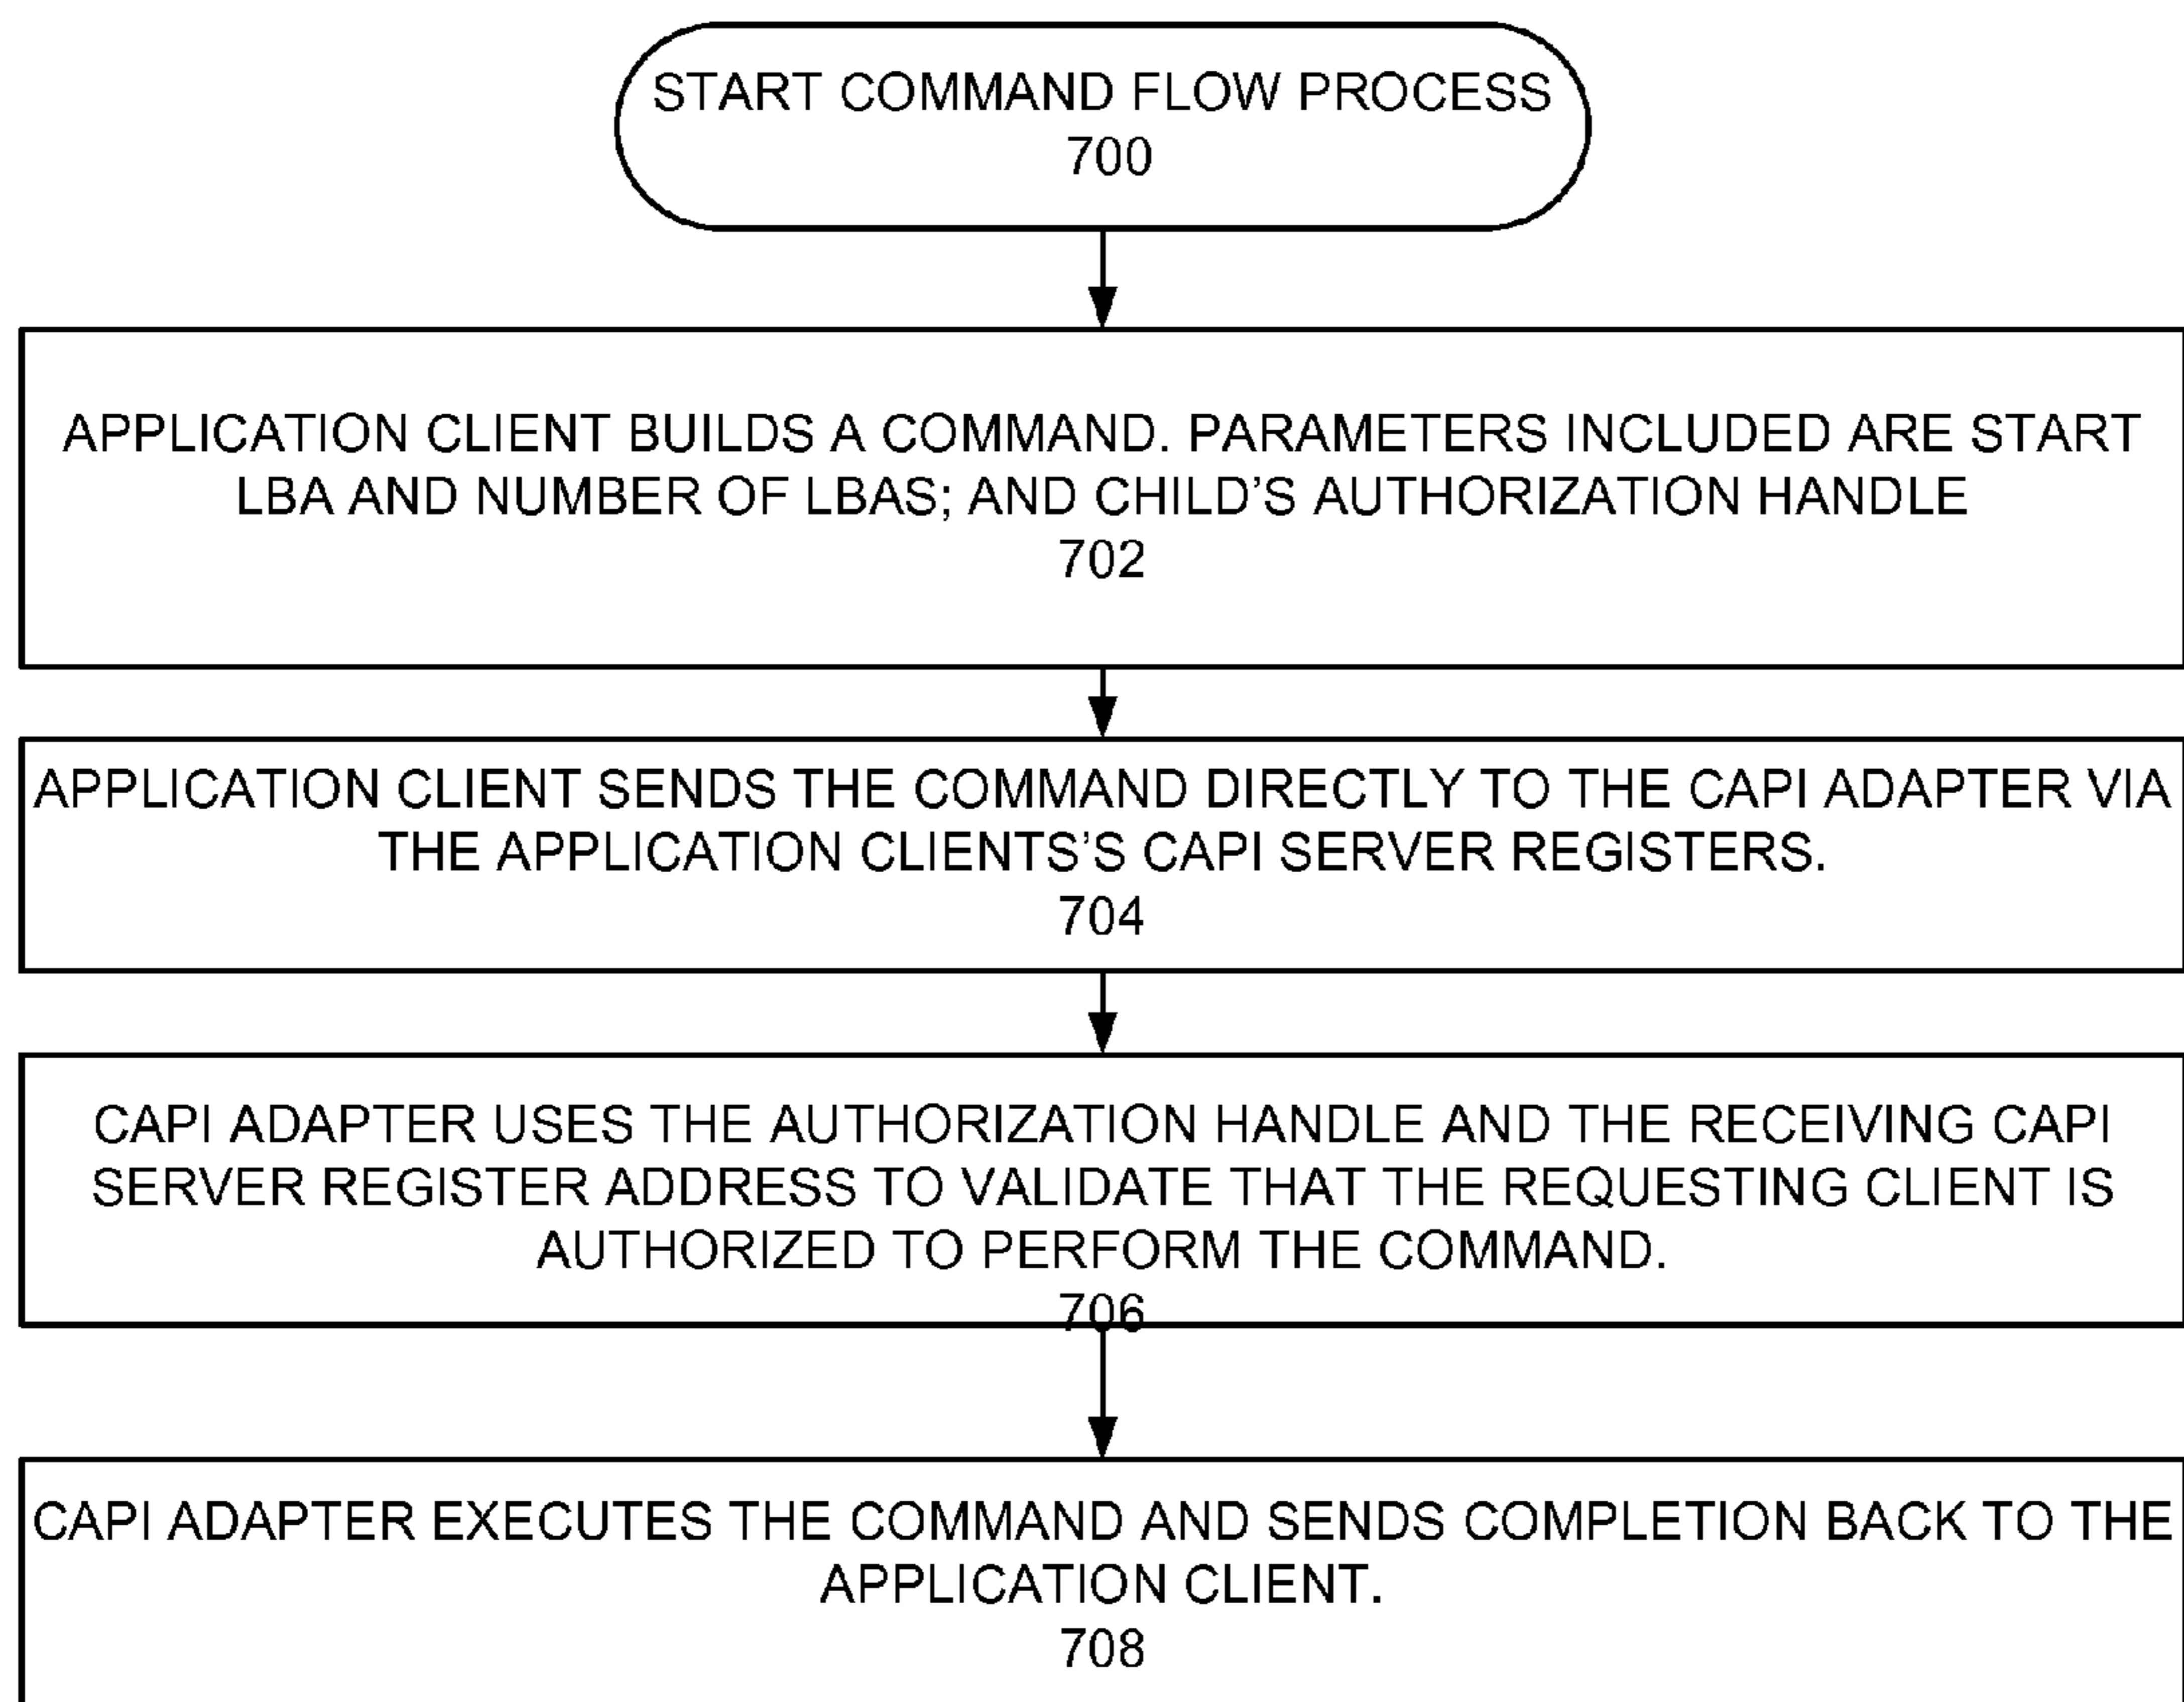 START COMMAND FLOW PROCESS
700
APPLICATION CLIENT BUILDS A COMMAND. PARAMETERS INCLUDED ARE START
LBA AND NUMBER OF LBAS; AND CHILD’S AUTHORIZATION HANDLE
702
APPLICATION CLIENT SENDS THE COMMAND DIRECTLY TO THE CAPI ADAPTER VIA
THE APPLICATION CLIENTS’S CAPI SERVER REGISTERS.
704
CAPI ADAPTER USES THE AUTHORIZATION HANDLE AND THE RECEIVING CAPI
SERVER REGISTER ADDRESS TO VALIDATE THAT THE REQUESTING CLIENT IS
AUTHORIZED TO PERFORM THE COMMAND.
706
CAPI ADAPTER EXECUTES THE COMMAND AND SENDS COMPLETION BACK TO THE
APPLICATION CLIENT.
708